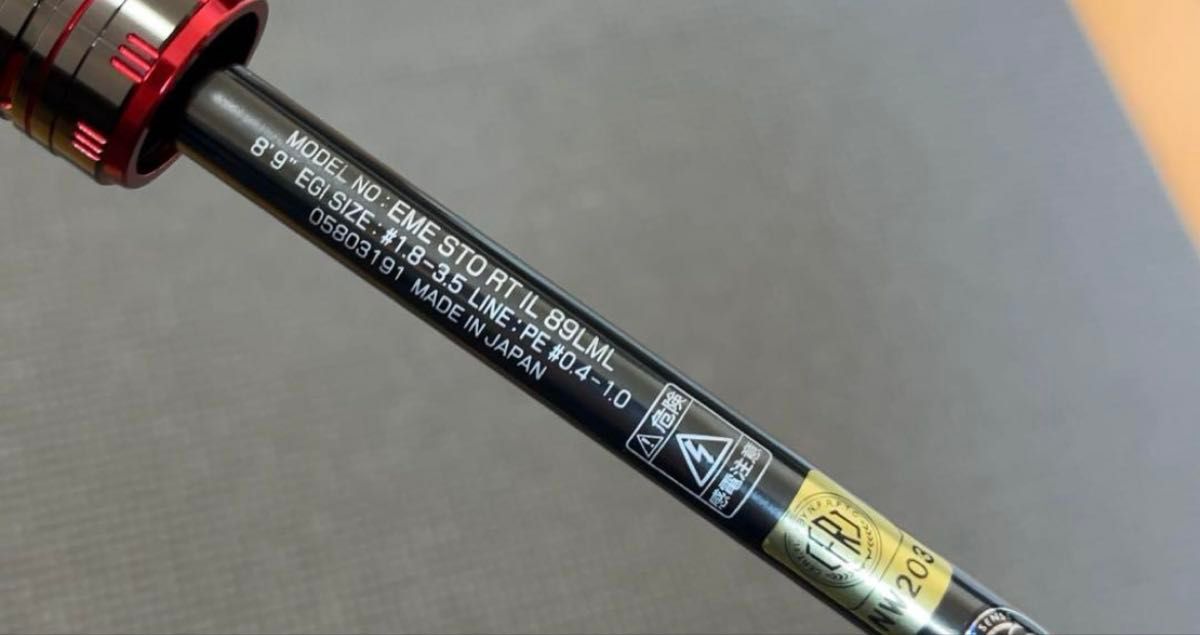 MODEL NO : EME STO RT IL 89LML
8'9" EGI SIZE : #1.8-3.5 LINE : PE #0.4-1.0
05803191 MADE IN JAPAN
危険
感電注意
NW203
SENS